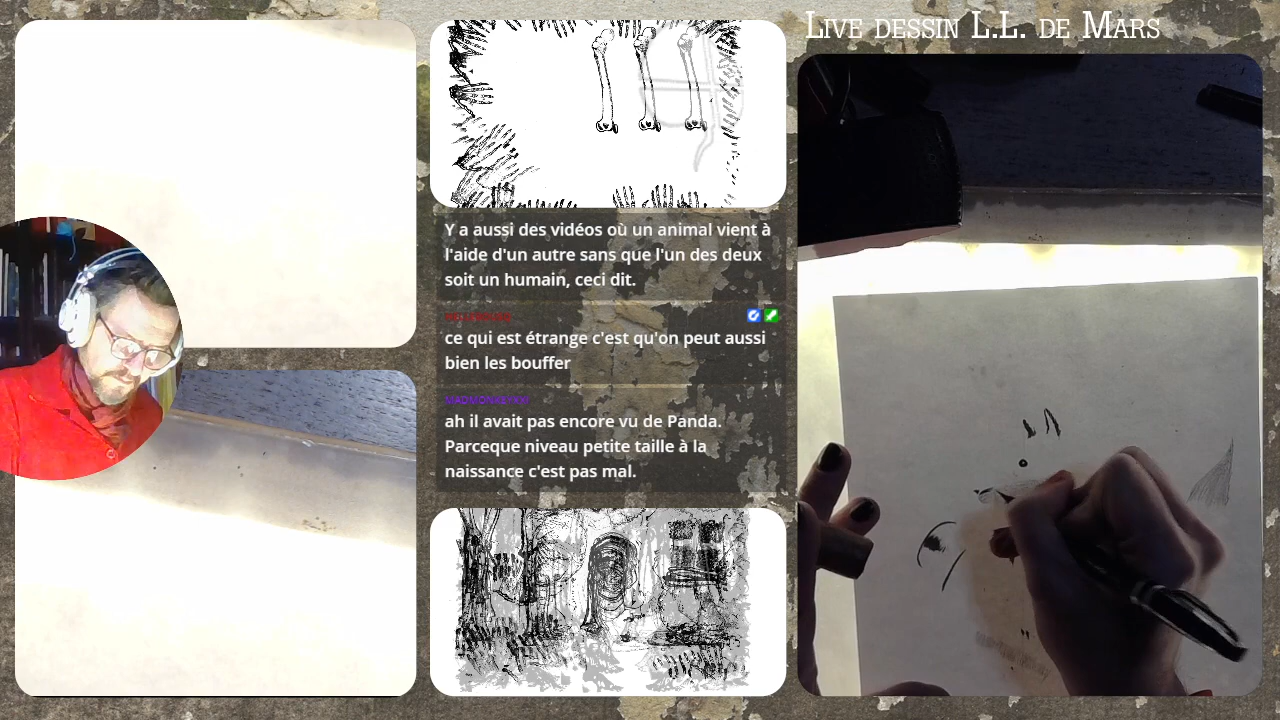 Live dessin L.L. de Mars
Y a aussi des vidéos où un animal vient à
l'aide d'un autre sans que l'un des deux
soit un humain, ceci dit.
ce qui est étrange c'est qu'on peut aussi
bien les bouffer
ah il avait pas encore vu de Panda.
Parceque niveau petite taille à la
naissance c'est pas mal.